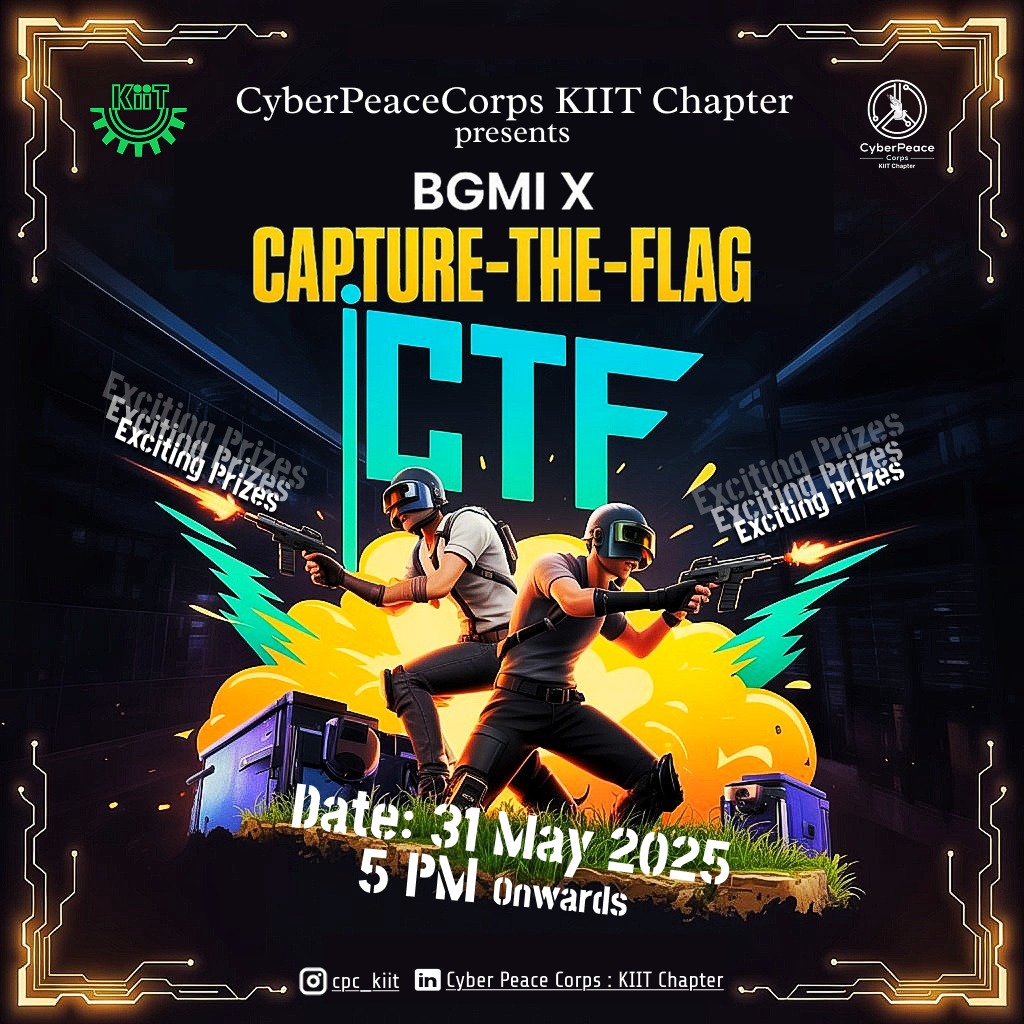 KiiT
CyberPeaceCorps KIIT Chapter
presents
CyberPeace
Corps
KIIT Chapter
BGMI X
CAPTURE-THE-FLAG
iCTF
Exciting Prizes
Exciting Prizes
Exciting Prizes
Exciting Prizes
Exciting Prizes
Exciting Prizes
Date: 31 May 2025
5 PM Onwards
cpc_kiit in Cyber Peace Corps : KIIT Chapter